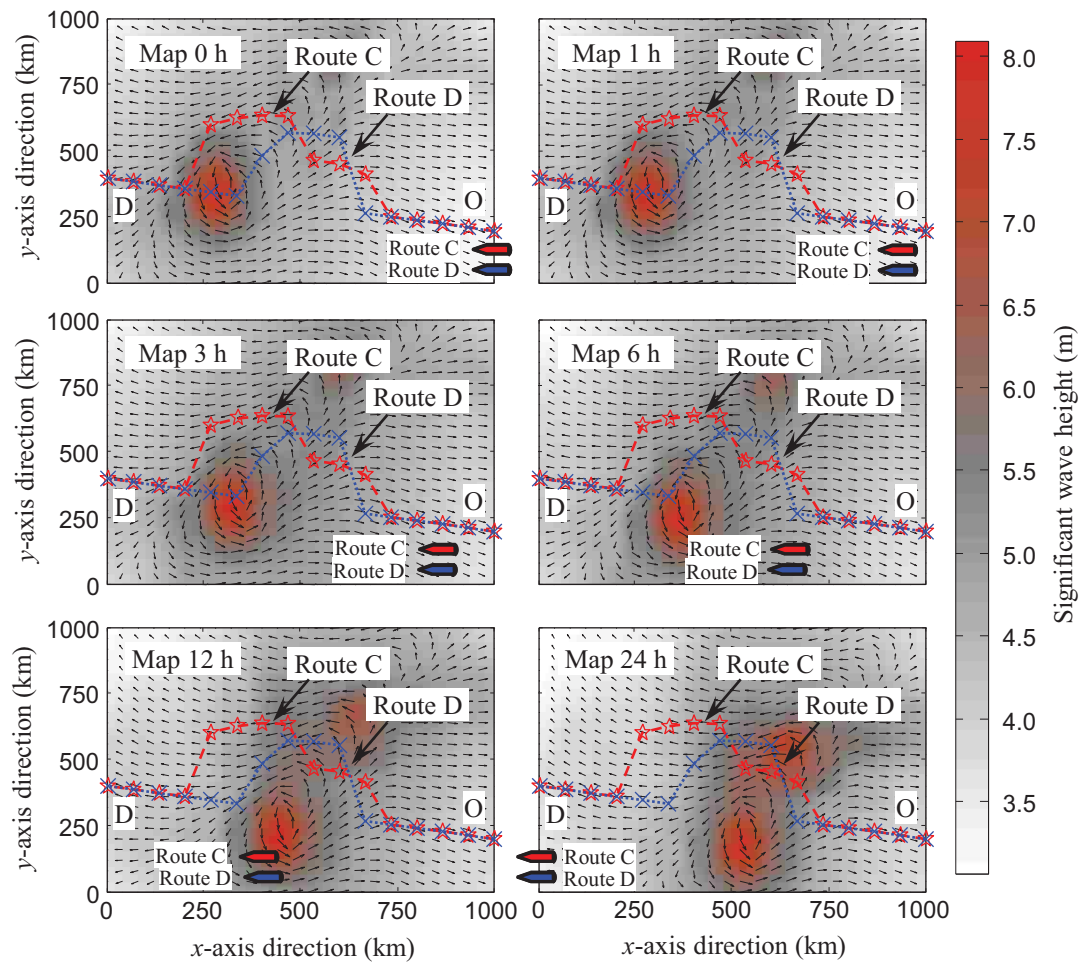 1000
750
500
250
0
y-axis direction (km)
Map 0 h
Route C
Route D
D
O
Route C
Route D
Map 1 h
Route C
Route D
D
O
Route C
Route D
1000
750
500
250
0
y-axis direction (km)
Map 3 h
Route C
Route D
D
O
Route C
Route D
Map 6 h
Route C
Route D
D
O
Route C
Route D
1000
750
500
250
0
y-axis direction (km)
Map 12 h
Route C
Route D
D
O
Route C
Route D
0
250
500
750
1000
x-axis direction (km)
Map 24 h
Route C
Route D
D
O
Route C
Route D
0
250
500
750
1000
x-axis direction (km)
8.0
7.5
7.0
6.5
6.0
5.5
5.0
4.5
4.0
3.5
Significant wave height (m)